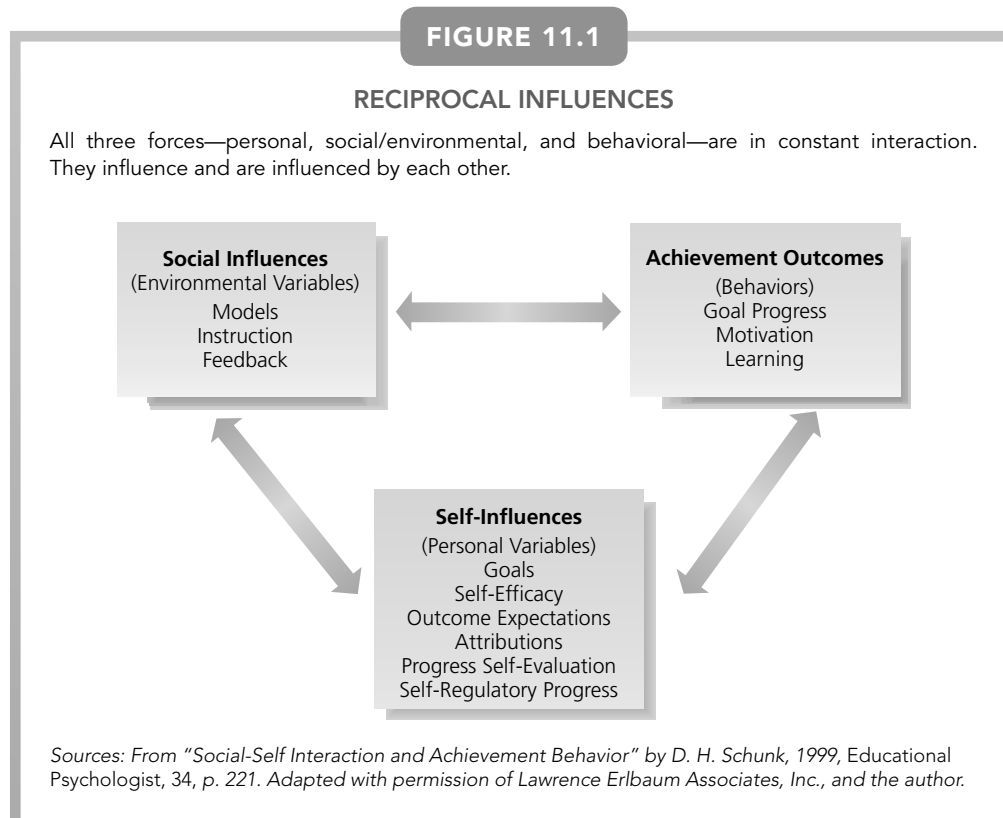 FIGURE 11.1
RECIPROCAL INFLUENCES
All three forces—personal, social/environmental, and behavioral—are in constant interaction.
They influence and are influenced by each other.
Social Influences
(Environmental Variables)
Models
Instruction
Feedback
Achievement Outcomes
(Behaviors)
Goal Progress
Motivation
Learning
Self-Influences
(Personal Variables)
Goals
Self-Efficacy
Outcome Expectations
Attributions
Progress Self-Evaluation
Self-Regulatory Progress
Sources: From “Social-Self Interaction and Achievement Behavior” by D. H. Schunk, 1999, Educational
Psychologist, 34, p. 221. Adapted with permission of Lawrence Erlbaum Associates, Inc., and the author.